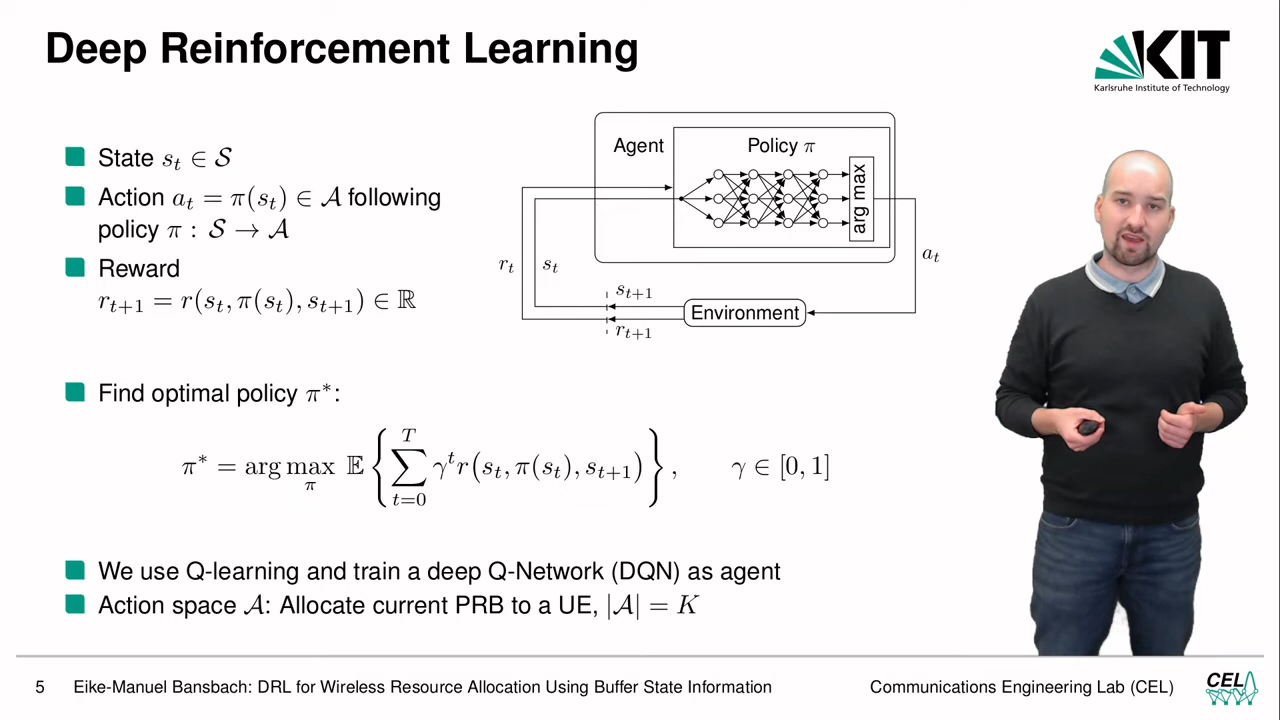 Deep Reinforcement Learning
KIT
Karlsruhe Institute of Technology
State s_t ∈ 𝒮
Action a_t = π(s_t) ∈ 𝒜 following
policy π : 𝒮 → 𝒜
Reward
r_{t+1} = r(s_t, π(s_t), s_{t+1}) ∈ ℝ
Agent
Policy π
arg max
r_t
s_t
a_t
s_{t+1}
Environment
r_{t+1}
Find optimal policy π*:
π* = arg max_π 𝔼 { ∑_{t=0}^{T} γ^t r(s_t, π(s_t), s_{t+1}) }, γ ∈ [0, 1]
We use Q-learning and train a deep Q-Network (DQN) as agent
Action space 𝒜: Allocate current PRB to a UE, |𝒜| = K
5 Eike-Manuel Bansbach: DRL for Wireless Resource Allocation Using Buffer State Information
Communications Engineering Lab (CEL)
CEL